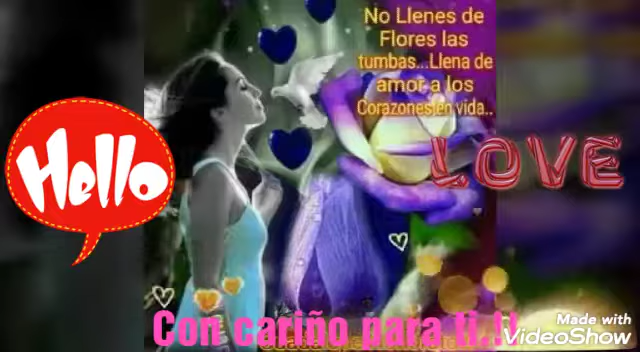 No Llenes de
Flores las
tumbas...Llena de
amor a los
Corazones en vida..
Hello
LOVE
Con cariño para ti.!!
Made with
VideoShow